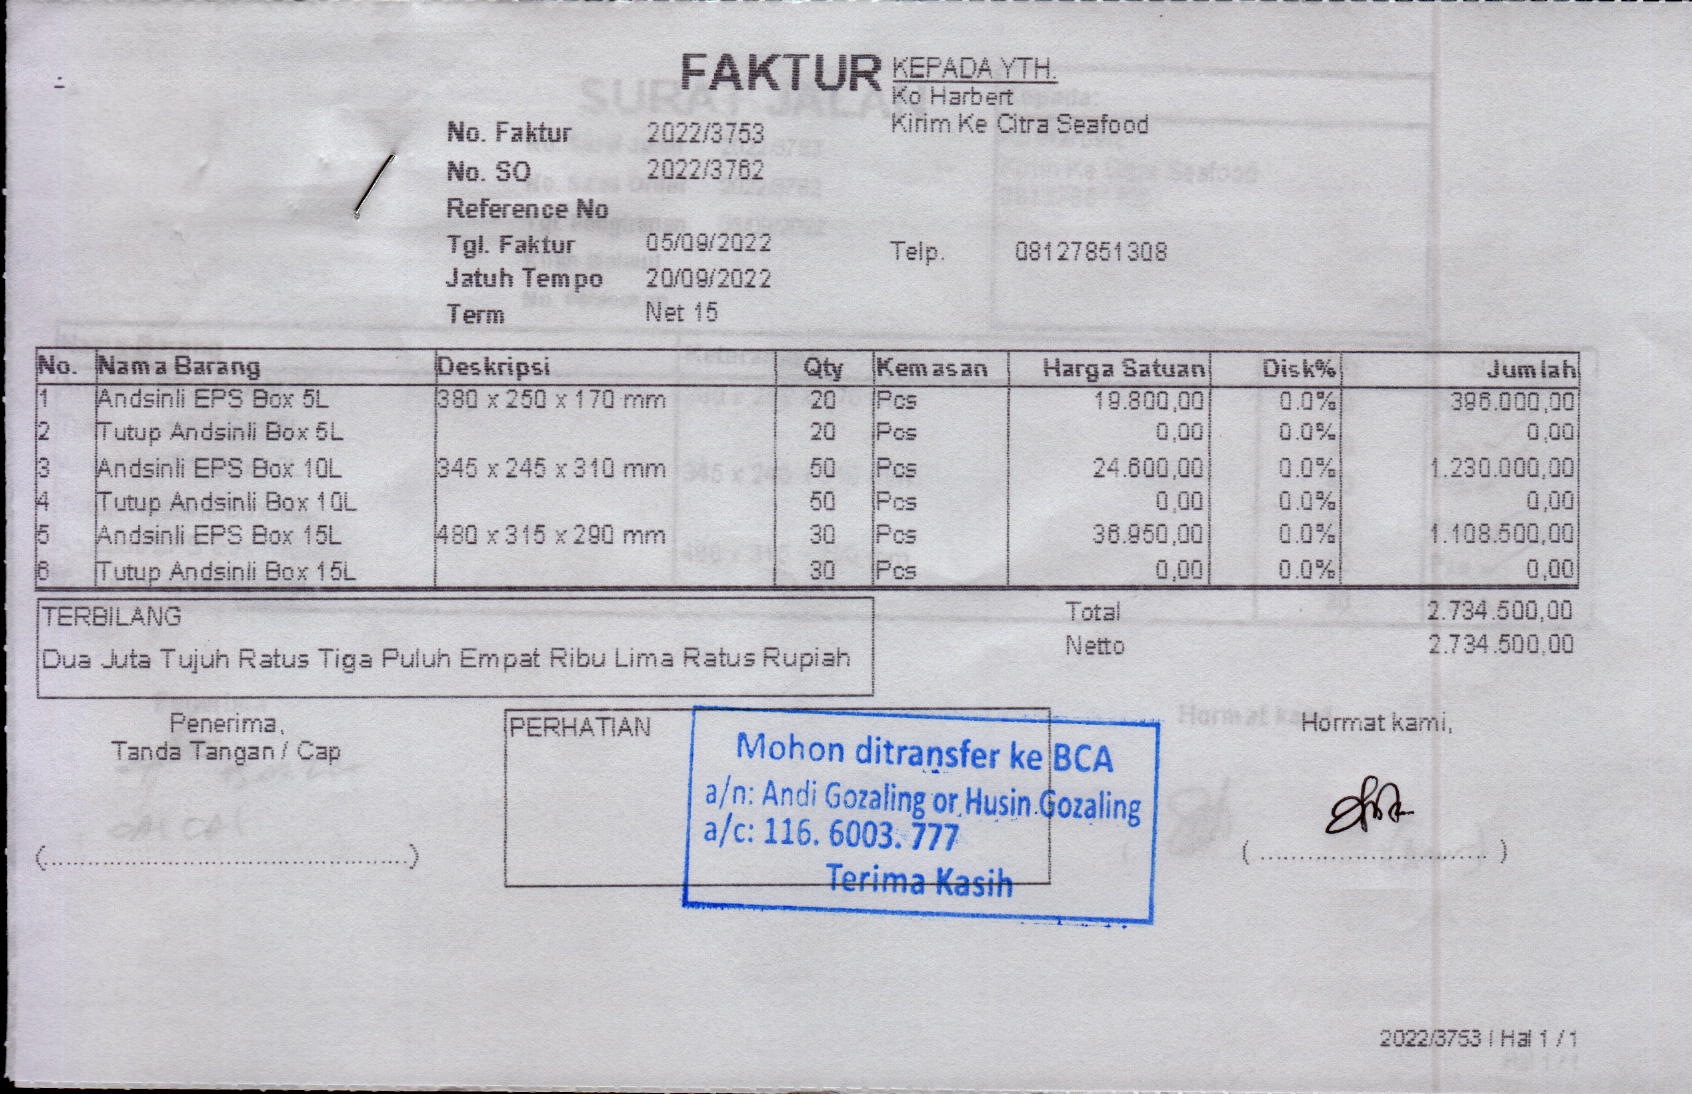 FAKTUR
KEPADA YTH.
Ko Harbert
Kirim Ke Citra Seafood
No. Faktur 2022/3753
No. SO 2022/3762
Reference No
Tgl. Faktur 05/09/2022
Telp. 08127851308
Jatuh Tempo 20/09/2022
Term Net 15
No. Nama Barang Deskripsi Qty Kemasan Harga Satuan Disk% Jumlah
1 Andsinli EPS Box 5L 380 x 250 x 170 mm 20 Pcs 19.800,00 0.0% 396.000,00
2 Tutup Andsinli Box 5L 20 Pcs 0,00 0.0% 0,00
3 Andsinli EPS Box 10L 345 x 245 x 310 mm 50 Pcs 24.600,00 0.0% 1.230.000,00
4 Tutup Andsinli Box 10L 50 Pcs 0,00 0.0% 0,00
5 Andsinli EPS Box 15L 480 x 315 x 290 mm 30 Pcs 36.950,00 0.0% 1.108.500,00
6 Tutup Andsinli Box 15L 30 Pcs 0,00 0.0% 0,00
TERBILANG
Dua Juta Tujuh Ratus Tiga Puluh Empat Ribu Lima Ratus Rupiah
Total 2.734.500,00
Netto 2.734.500,00
Penerima,
Tanda Tangan / Cap
(...............................................)
PERHATIAN
Mohon ditransfer ke BCA
a/n: Andi Gozaling or Husin Gozaling
a/c: 116. 6003. 777
Terima Kasih
Hormat kami,
( .............................. )
2022/3753 | Hal 1 / 1